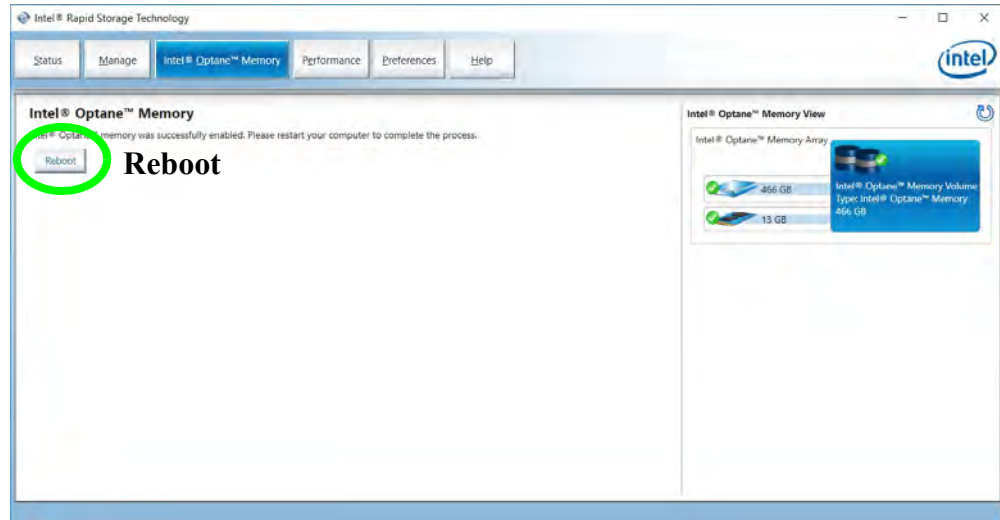 Intel® Rapid Storage Technology
Status Manage Intel® Optane™ Memory Performance Preferences Help
intel
Intel® Optane™ Memory
memory was successfully enabled. Please restart your computer to complete the process.
Reboot
Reboot
Intel® Optane™ Memory View
Intel® Optane™ Memory Array
466 GB
13 GB
Intel® Optane™ Memory Volume
Type: Intel® Optane™ Memory
466 GB